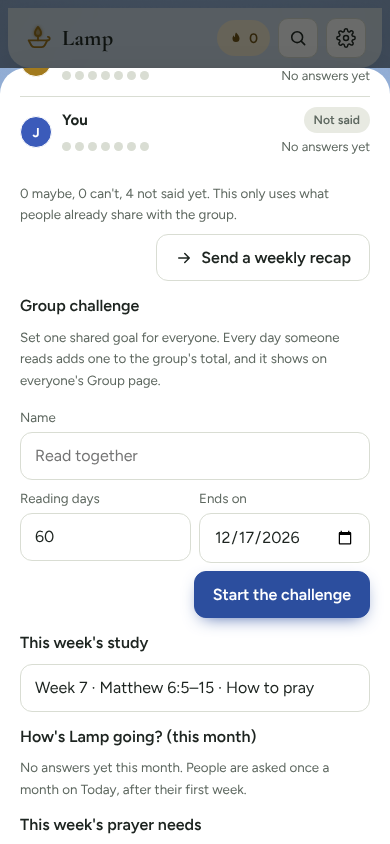 Lamp
0
No answers yet
J
You
Not said
No answers yet
0 maybe, 0 can't, 4 not said yet. This only uses what
people already share with the group.
→ Send a weekly recap
Group challenge
Set one shared goal for everyone. Every day someone
reads adds one to the group's total, and it shows on
everyone's Group page.
Name
Read together
Reading days
Ends on
60
12/17/2026
Start the challenge
This week's study
Week 7 · Matthew 6:5–15 · How to pray
How's Lamp going? (this month)
No answers yet this month. People are asked once a
month on Today, after their first week.
This week's prayer needs